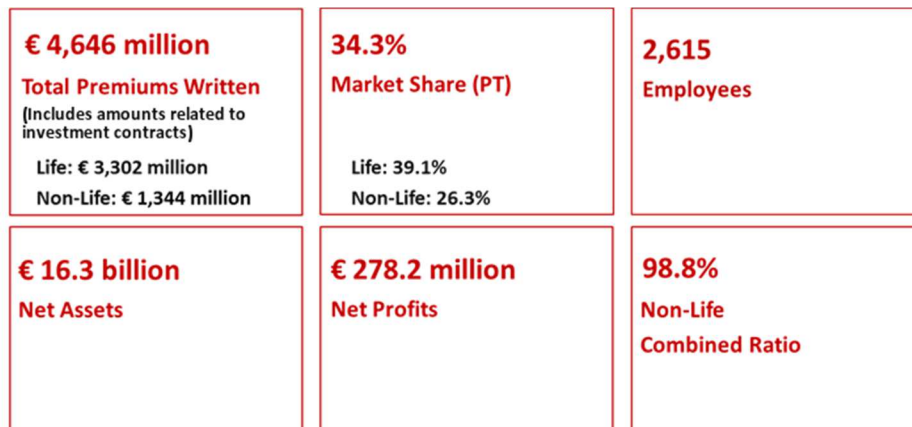 € 4,646 million
Total Premiums Written
(Includes amounts related to
investment contracts)
Life: € 3,302 million
Non-Life: € 1,344 million
34.3%
Market Share (PT)
Life: 39.1%
Non-Life: 26.3%
2,615
Employees
€ 16.3 billion
Net Assets
€ 278.2 million
Net Profits
98.8%
Non-Life
Combined Ratio